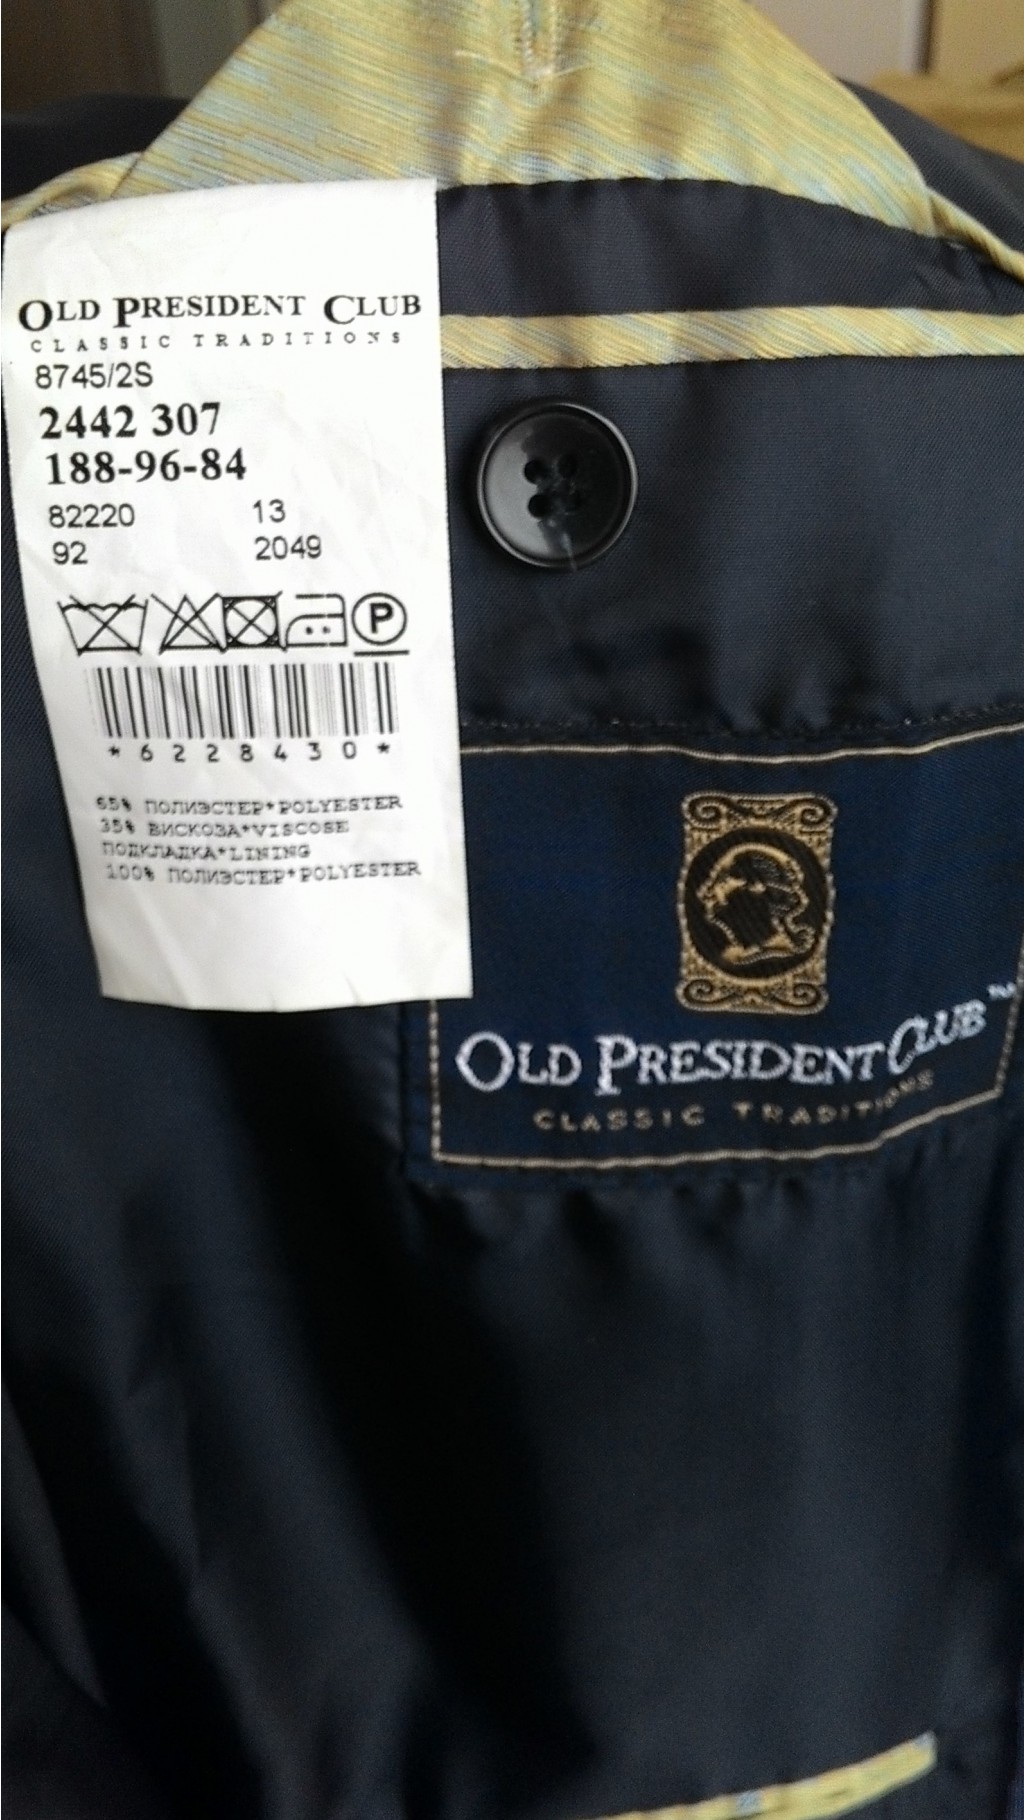 OLD PRESIDENT CLUB
CLASSIC TRADITIONS
8745/2S
2442 307
188-96-84
82220 13
92 2049
P
*6228430*
65% ПОЛИЭСТЕР*POLYESTER
35% ВИСКОЗА*VISCOSE
ПОДКЛАДКА*LINING
100% ПОЛИЭСТЕР*POLYESTER
OLD PRESIDENT CLUB™
CLASSIC TRADITIONS